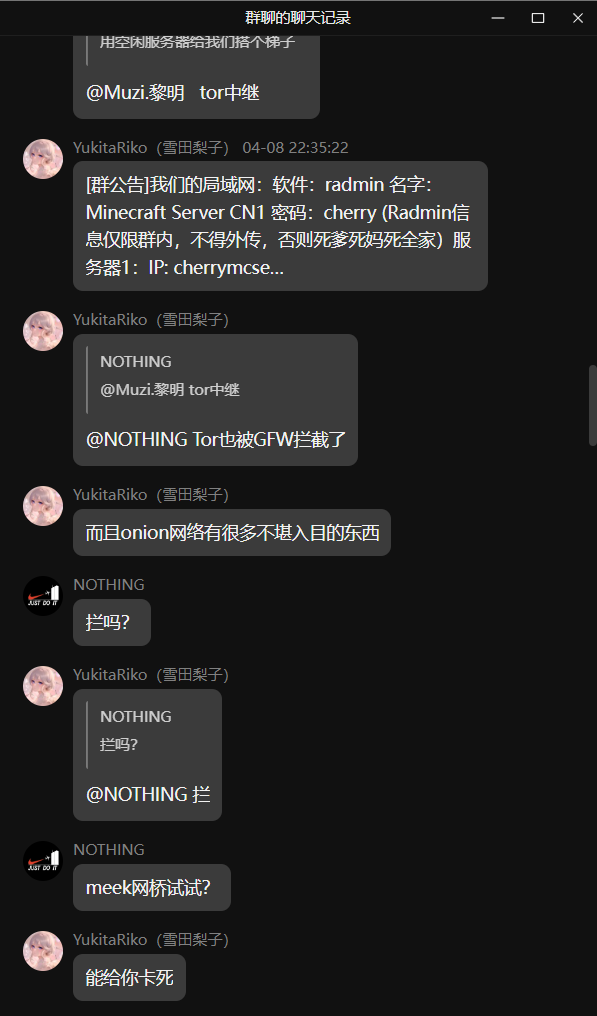 群聊的聊天记录
用空闲服务器给我们搭个梯子
@Muzi.黎明 tor中继
YukitaRiko（雪田梨子） 04-08 22:35:22
[群公告]我们的局域网：软件：radmin 名字：
Minecraft Server CN1 密码：cherry (Radmin信
息仅限群内，不得外传，否则死爹死妈死全家）服
务器1：IP: cherrymcse...
YukitaRiko（雪田梨子）
NOTHING
@Muzi.黎明 tor中继
@NOTHING Tor也被GFW拦截了
YukitaRiko（雪田梨子）
而且onion网络有很多不堪入目的东西
NOTHING
JUST DO IT
拦吗？
YukitaRiko（雪田梨子）
NOTHING
拦吗？
@NOTHING 拦
NOTHING
JUST DO IT
meek网桥试试？
YukitaRiko（雪田梨子）
能给你卡死